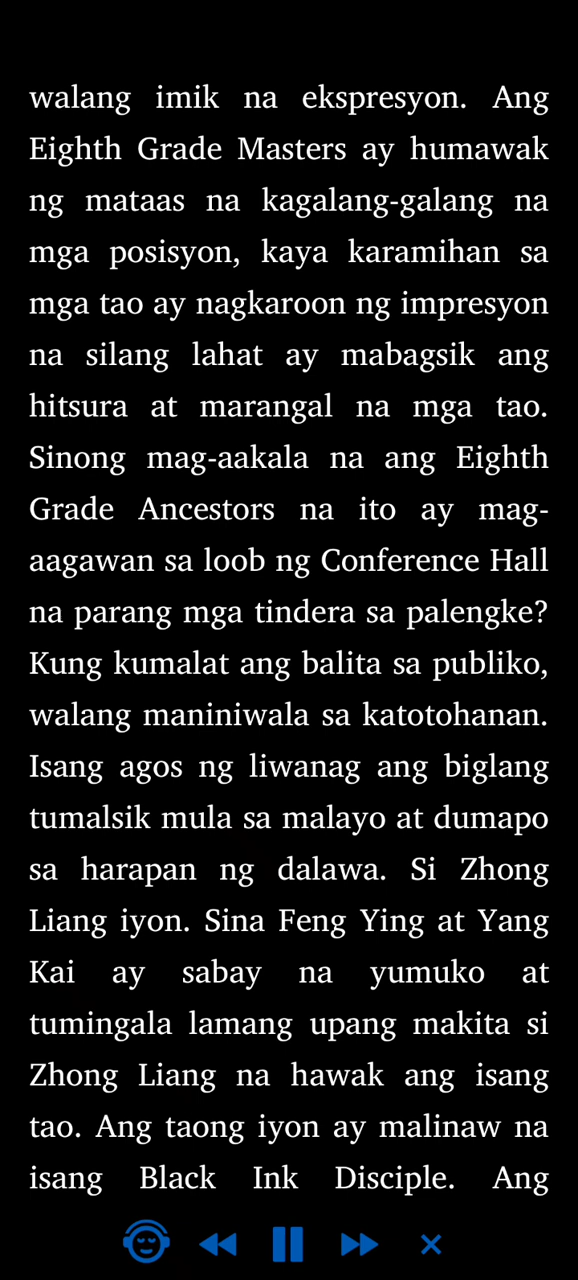 walang imik na ekspresyon. Ang
Eighth Grade Masters ay humawak
ng mataas na kagalang-galang na
mga posisyon, kaya karamihan sa
mga tao ay nagkaroon ng impresyon
na silang lahat ay mabagsik ang
hitsura at marangal na mga tao.
Sinong mag-aakala na ang Eighth
Grade Ancestors na ito ay mag-
aagawan sa loob ng Conference Hall
na parang mga tindera sa palengke?
Kung kumalat ang balita sa publiko,
walang maniniwala sa katotohanan.
Isang agos ng liwanag ang biglang
tumalsik mula sa malayo at dumapo
sa harapan ng dalawa. Si Zhong
Liang iyon. Sina Feng Ying at Yang
Kai ay sabay na yumuko at
tumingala lamang upang makita si
Zhong Liang na hawak ang isang
tao. Ang taong iyon ay malinaw na
isang Black Ink Disciple. Ang